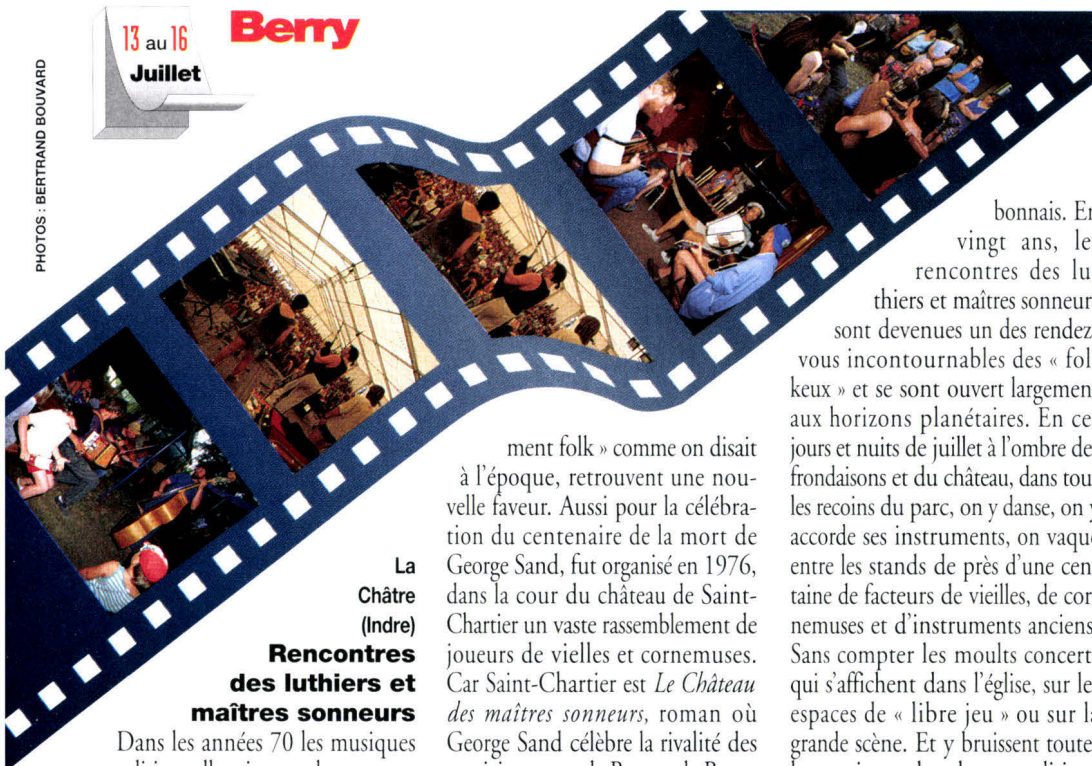 PHOTOS : BERTRAND BOUVARD
13 au 16
Juillet
Berry
La
Châtre
(Indre)
Rencontres
des luthiers et
maîtres sonneurs
Dans les années 70 les musiques
ment folk » comme on disait
à l'époque, retrouvent une nou-
velle faveur. Aussi pour la célébra-
tion du centenaire de la mort de
George Sand, fut organisé en 1976,
dans la cour du château de Saint-
Chartier un vaste rassemblement de
joueurs de vielles et cornemuses.
Car Saint-Chartier est Le Château
des maîtres sonneurs, roman où
George Sand célèbre la rivalité des
bonnais. En
vingt ans, le
rencontres des lu
thiers et maîtres sonneur
sont devenues un des rendez
vous incontournables des « fol
keux » et se sont ouvert largemen
aux horizons planétaires. En ce
jours et nuits de juillet à l'ombre de
frondaisons et du château, dans tou
les recoins du parc, on y danse, on y
accorde ses instruments, on vaque
entre les stands de près d'une cen
taine de facteurs de vieilles, de cor
nemuses et d'instruments anciens
Sans compter les moults concert
qui s'affichent dans l'église, sur le
espaces de « libre jeu » ou sur la
grande scène. Et y bruissent toute